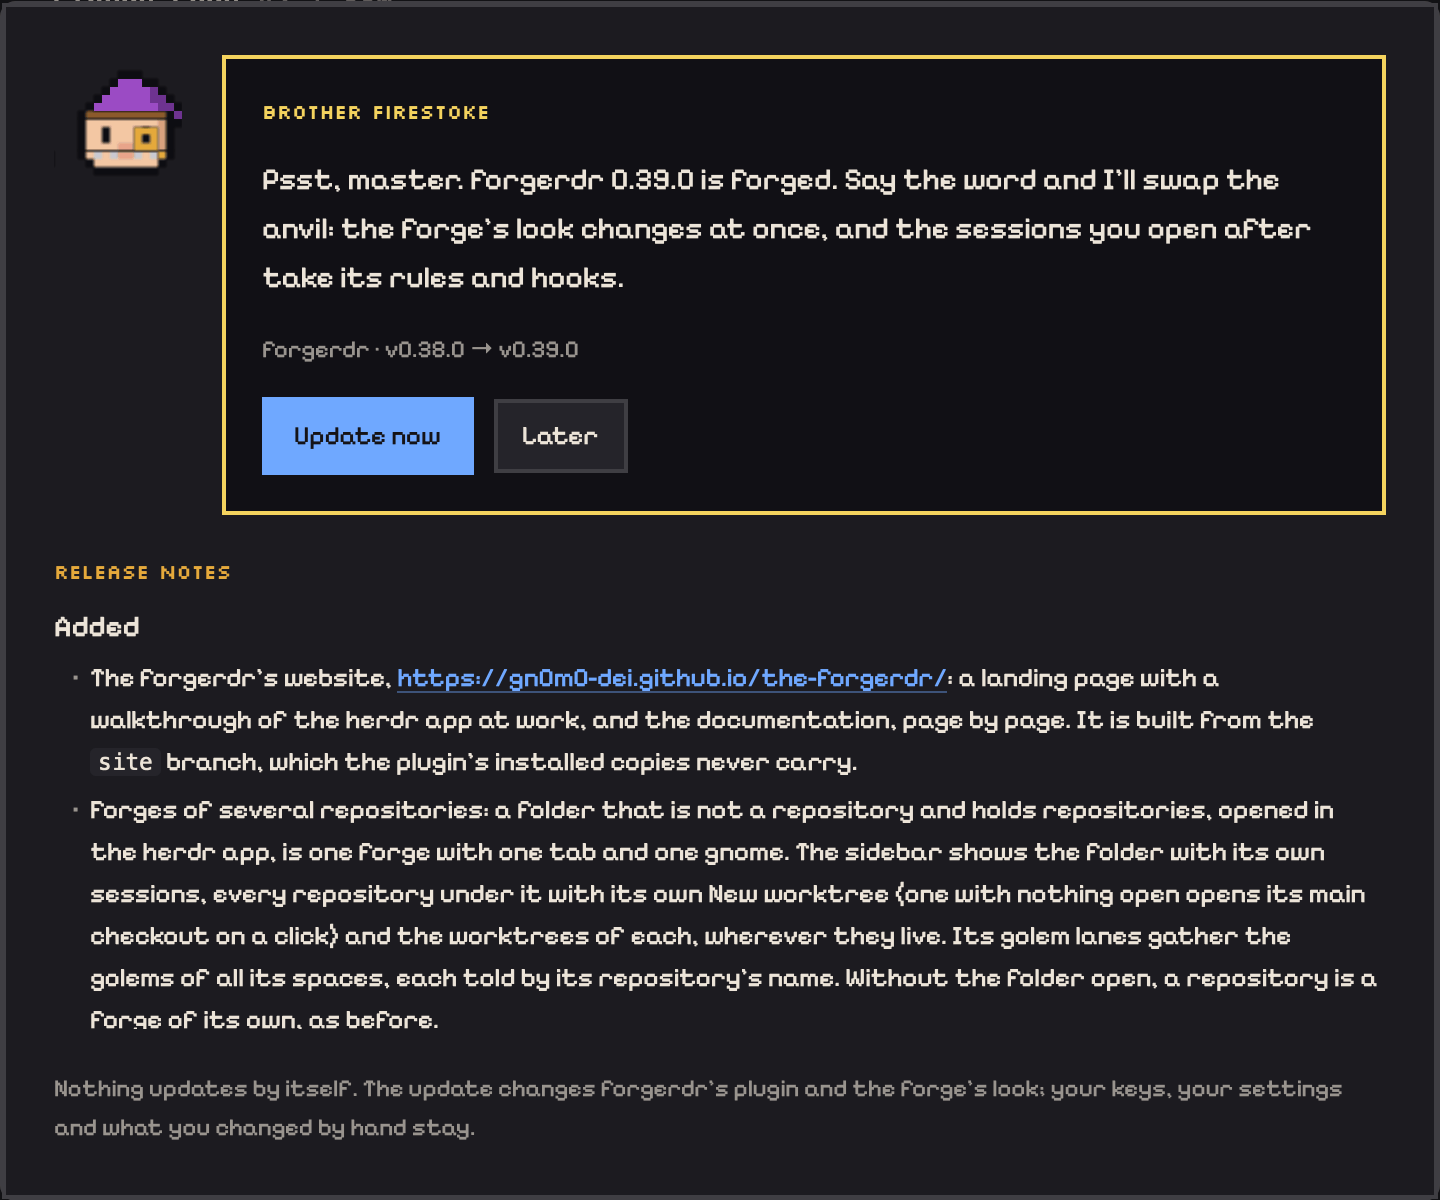 BROTHER FIRESTOKE
Psst, master. Forgerdr 0.39.0 is forged. Say the word and I'll swap the
anvil: the forge's look changes at once, and the sessions you open after
take its rules and hooks.
forgerdr · v0.38.0 → v0.39.0
Update now
Later
RELEASE NOTES
Added
· The Forgerdr's website, https://gn0m0-dei.github.io/the-forgerdr/: a landing page with a
walkthrough of the herdr app at work, and the documentation, page by page. It is built from the
site branch, which the plugin's installed copies never carry.
· Forges of several repositories: a folder that is not a repository and holds repositories, opened in
the herdr app, is one forge with one tab and one gnome. The sidebar shows the folder with its own
sessions, every repository under it with its own New worktree (one with nothing open opens its main
checkout on a click) and the worktrees of each, wherever they live. Its golem lanes gather the
golems of all its spaces, each told by its repository's name. Without the folder open, a repository is a
forge of its own, as before.
Nothing updates by itself. The update changes Forgerdr's plugin and the forge's look; your keys, your settings
and what you changed by hand stay.